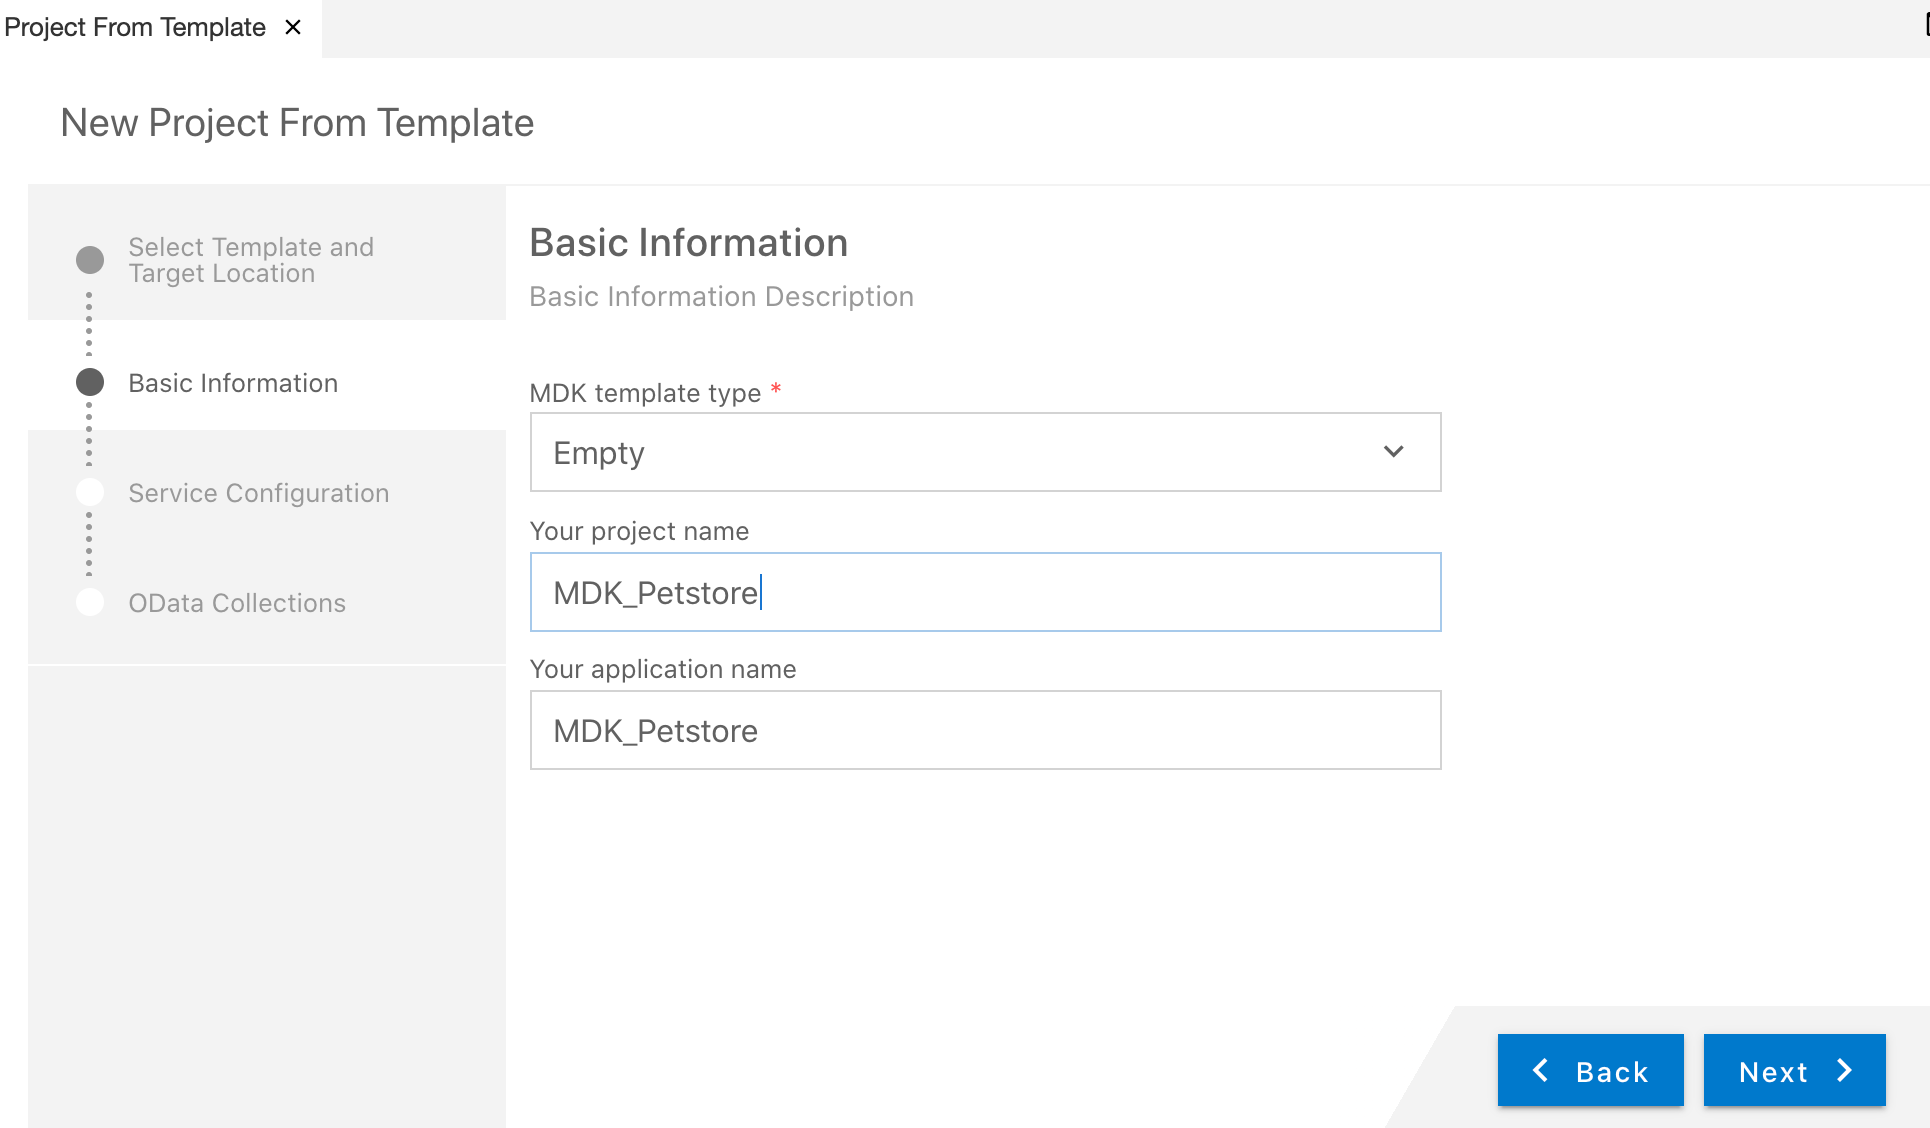 Project From Template
New Project From Template
Select Template and
Target Location
Basic Information
Service Configuration
OData Collections
Basic Information
Basic Information Description
MDK template type *
Empty
Your project name
MDK_Petstore
Your application name
MDK_Petstore
Back
Next